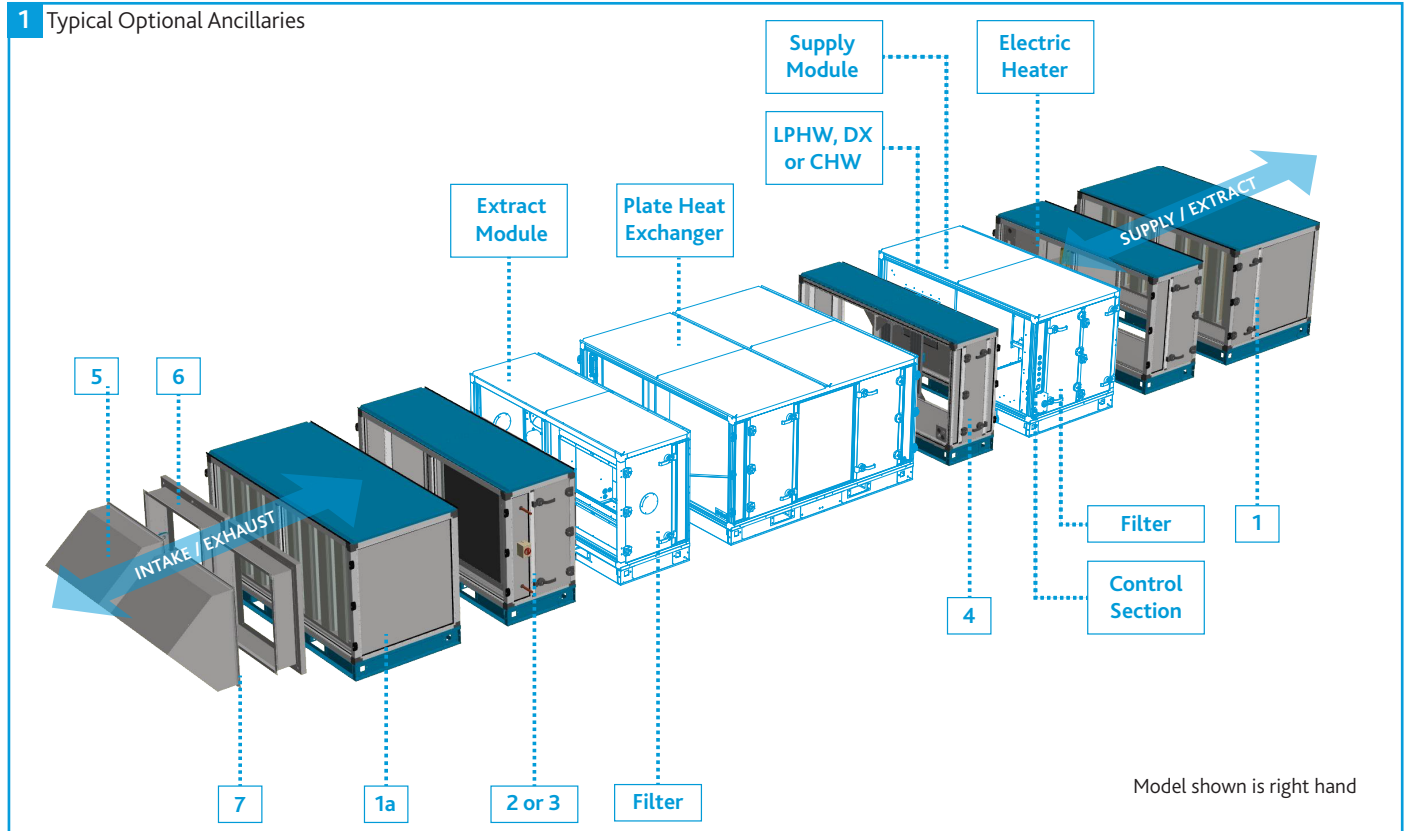 1 Typical Optional Ancillaries
Supply
Module
Electric
Heater
LPHW, DX
or CHW
Extract
Module
Plate Heat
Exchanger
SUPPLY / EXTRACT
5
6
INTAKE / EXHAUST
Filter
1
Control
Section
4
7
1a
2 or 3
Filter
Model shown is right hand